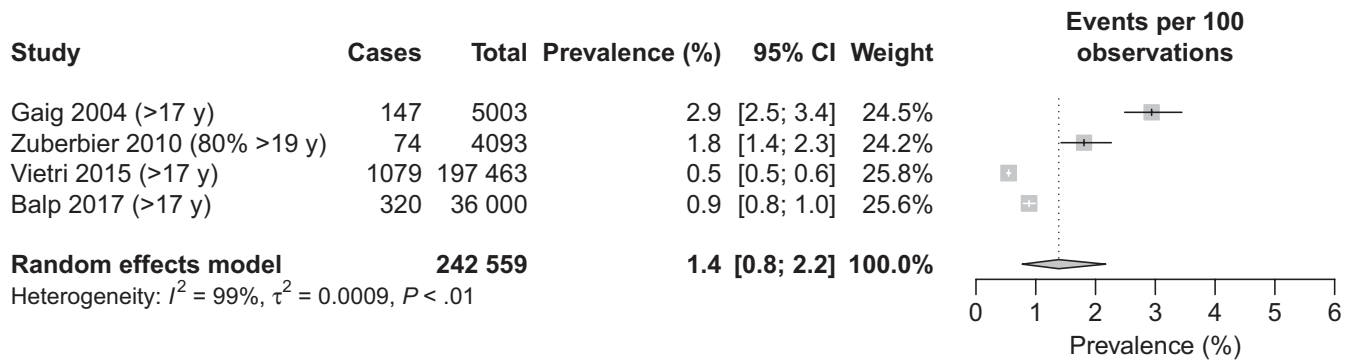 Events per 100
observations
Study Cases Total Prevalence (%) 95% CI Weight
Gaig 2004 (>17 y) 147 5003 2.9 [2.5; 3.4] 24.5%
Zuberbier 2010 (80% >19 y) 74 4093 1.8 [1.4; 2.3] 24.2%
Vietri 2015 (>17 y) 1079 197 463 0.5 [0.5; 0.6] 25.8%
Balp 2017 (>17 y) 320 36 000 0.9 [0.8; 1.0] 25.6%
Random effects model 242 559 1.4 [0.8; 2.2] 100.0%
Heterogeneity: I² = 99%, τ² = 0.0009, P < .01
0 1 2 3 4 5 6
Prevalence (%)